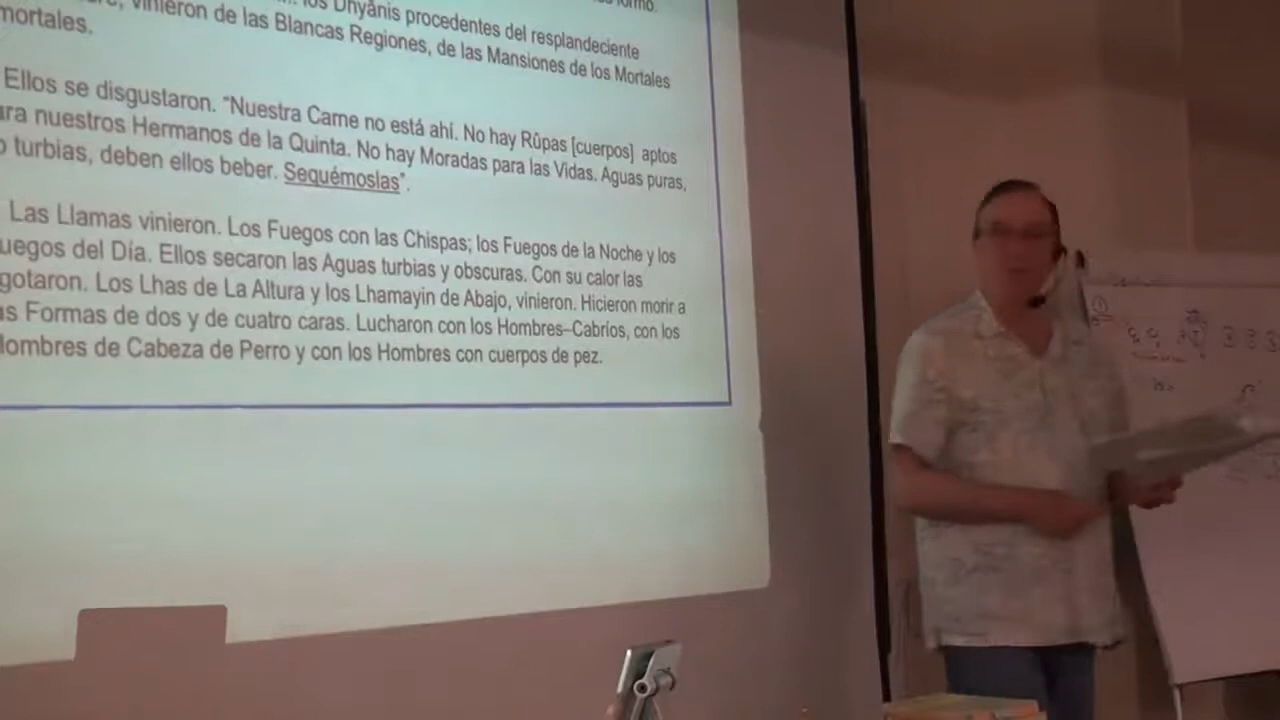 los Dhyânis procedentes del resplandeciente
vinieron de las Blancas Regiones, de las Mansiones de los Mortales
mortales.
Ellos se disgustaron. “Nuestra Carne no está ahí. No hay Rûpas [cuerpos] aptos
ra nuestros Hermanos de la Quinta. No hay Moradas para las Vidas. Aguas puras,
o turbias, deben ellos beber. Sequémoslas”.
Las Llamas vinieron. Los Fuegos con las Chispas; los Fuegos de la Noche y los
uegos del Día. Ellos secaron las Aguas turbias y obscuras. Con su calor las
gotaron. Los Lhas de La Altura y los Lhamayin de Abajo, vinieron. Hicieron morir a
s Formas de dos y de cuatro caras. Lucharon con los Hombres–Cabríos, con los
ombres de Cabeza de Perro y con los Hombres con cuerpos de pez.